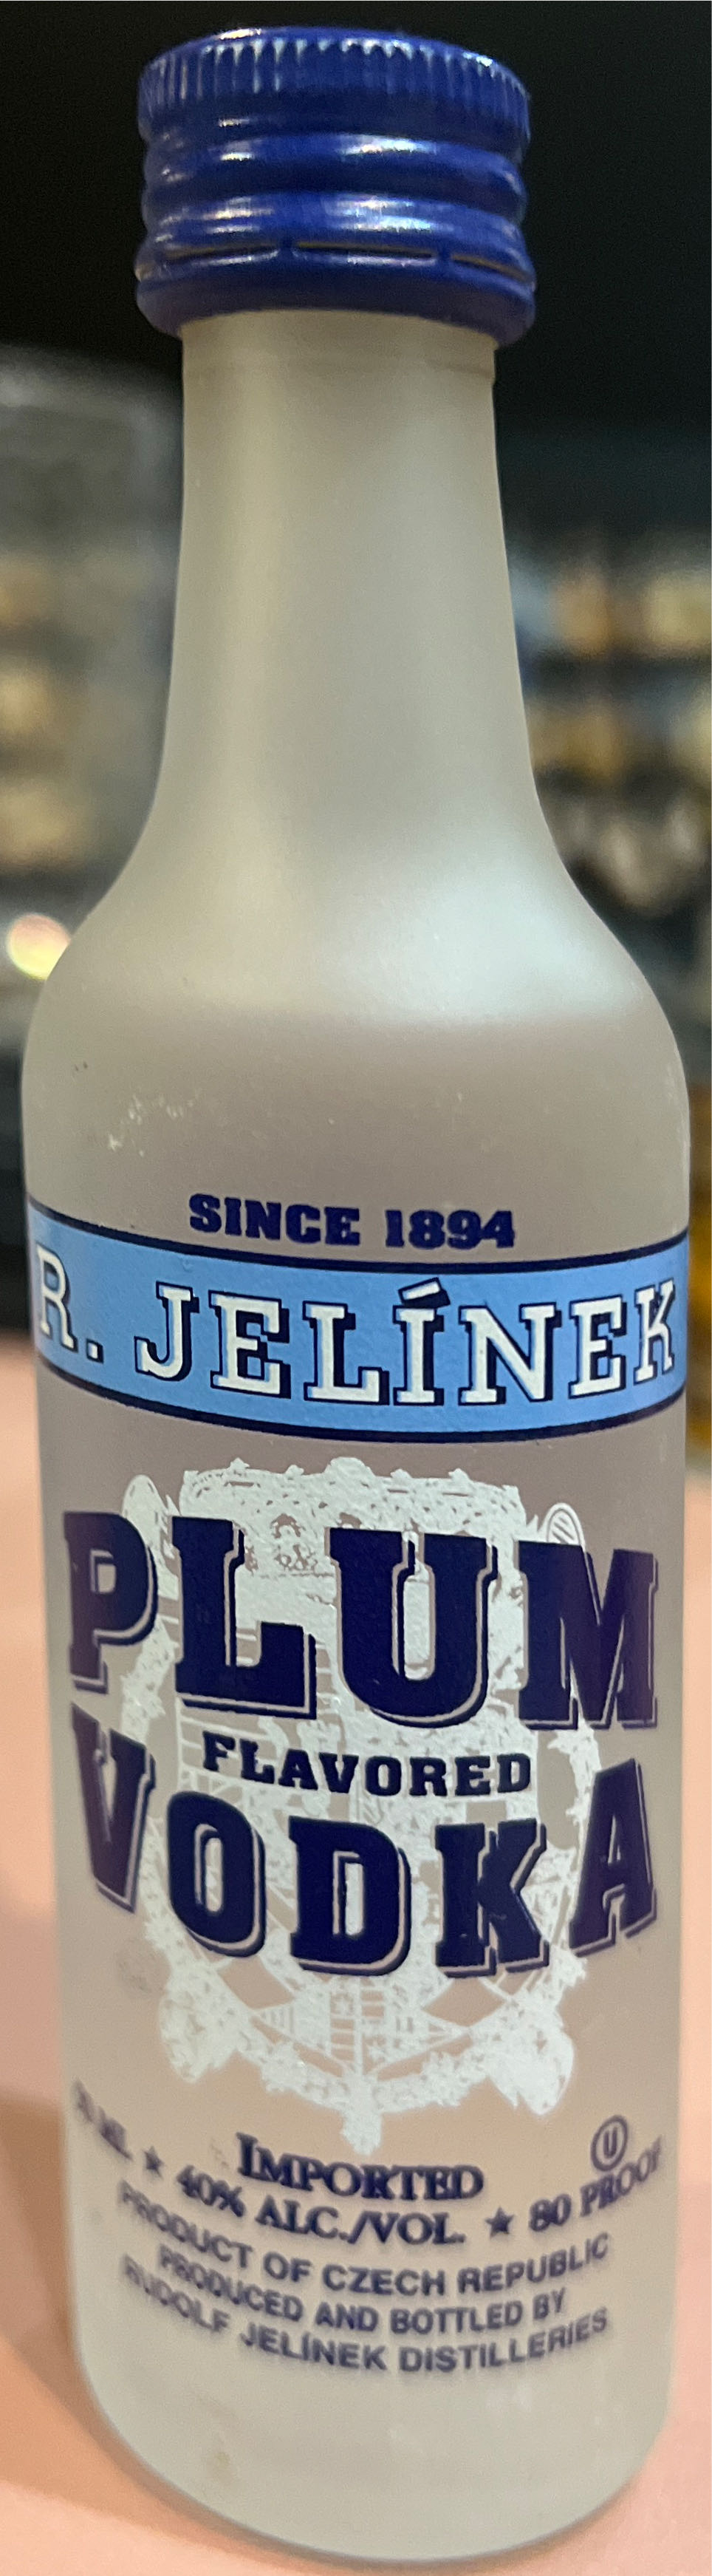 SINCE 1894
R. JELÍNEK
PLUM
FLAVORED
VODKA
IMPORTED
U
ML ★ 40% ALC./VOL. ★ 80 PROOF
PRODUCT OF CZECH REPUBLIC
PRODUCED AND BOTTLED BY
RUDOLF JELÍNEK DISTILLERIES